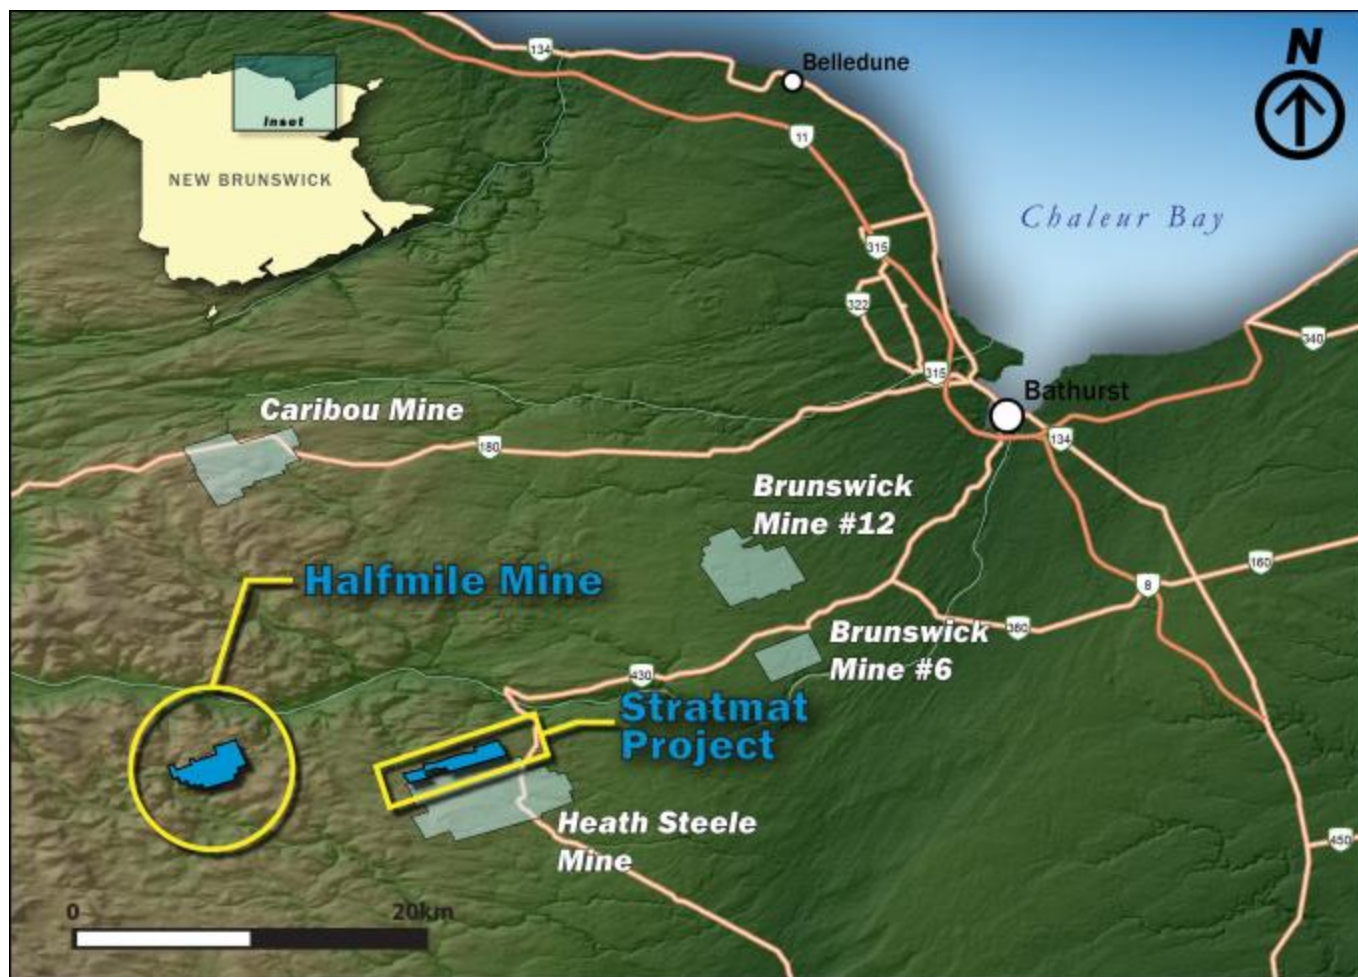 N
134
Belledune
Inset
11
NEW BRUNSWICK
Chaleur Bay
315
322
340
315
Bathurst
Caribou Mine
180
134
Brunswick
Mine #12
160
Halfmile Mine
8
360
Brunswick
Mine #6
430
Stratmat
Project
Heath Steele
Mine
450
0 20km